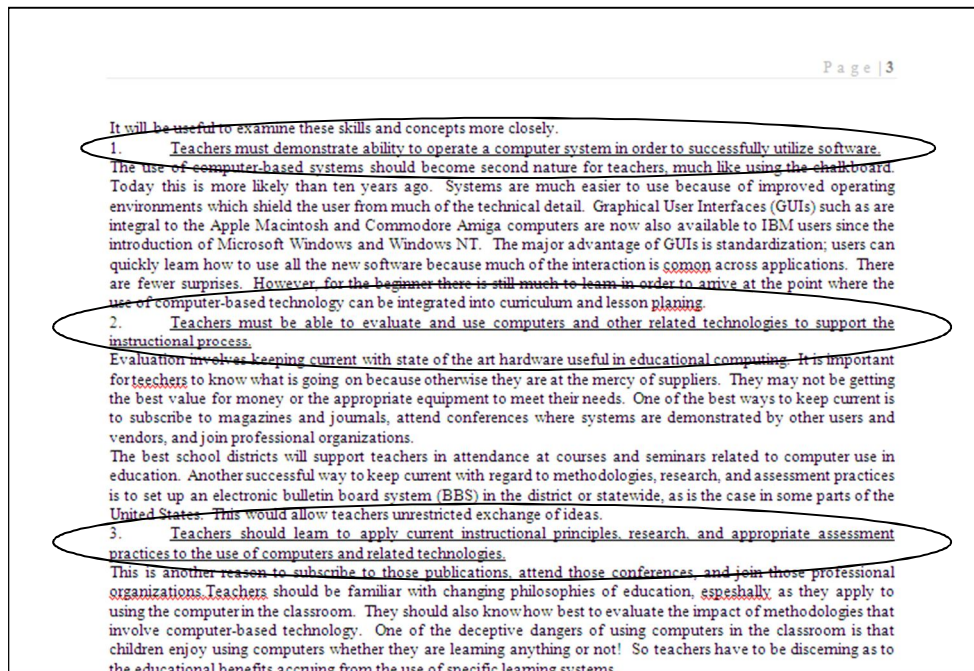 Page | 3
It will be useful to examine these skills and concepts more closely.
1. Teachers must demonstrate ability to operate a computer system in order to successfully utilize software.
The use of computer-based systems should become second nature for teachers, much like using the chalkboard.
Today this is more likely than ten years ago. Systems are much easier to use because of improved operating
environments which shield the user from much of the technical detail. Graphical User Interfaces (GUIs) such as are
integral to the Apple Macintosh and Commodore Amiga computers are now also available to IBM users since the
introduction of Microsoft Windows and Windows NT. The major advantage of GUIs is standardization; users can
quickly learn how to use all the new software because much of the interaction is comon across applications. There
are fewer surprises. However, for the beginner there is still much to learn in order to arrive at the point where the
use of computer-based technology can be integrated into curriculum and lesson planing.
2. Teachers must be able to evaluate and use computers and other related technologies to support the
instructional process.
Evaluation involves keeping current with state of the art hardware useful in educational computing. It is important
for teechers to know what is going on because otherwise they are at the mercy of suppliers. They may not be getting
the best value for money or the appropriate equipment to meet their needs. One of the best ways to keep current is
to subscribe to magazines and journals, attend conferences where systems are demonstrated by other users and
vendors, and join professional organizations.
The best school districts will support teachers in attendance at courses and seminars related to computer use in
education. Another successful way to keep current with regard to methodologies, research, and assessment practices
is to set up an electronic bulletin board system (BBS) in the district or statewide, as is the case in some parts of the
United States. This would allow teachers unrestricted exchange of ideas.
3. Teachers should learn to apply current instructional principles, research, and appropriate assessment
practices to the use of computers and related technologies.
This is another reason to subscribe to those publications, attend those conferences, and join those professional
organizations.Teachers should be familiar with changing philosophies of education, espeshally as they apply to
using the computer in the classroom. They should also know how best to evaluate the impact of methodologies that
involve computer-based technology. One of the deceptive dangers of using computers in the classroom is that
children enjoy using computers whether they are learning anything or not! So teachers have to be discerning as to
the educational benefits accruing from the use of specific learning systems.